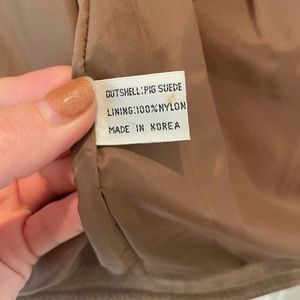 OUTSHELL:PIG SUEDE
LINING:100%NYLON
MADE IN KOREA